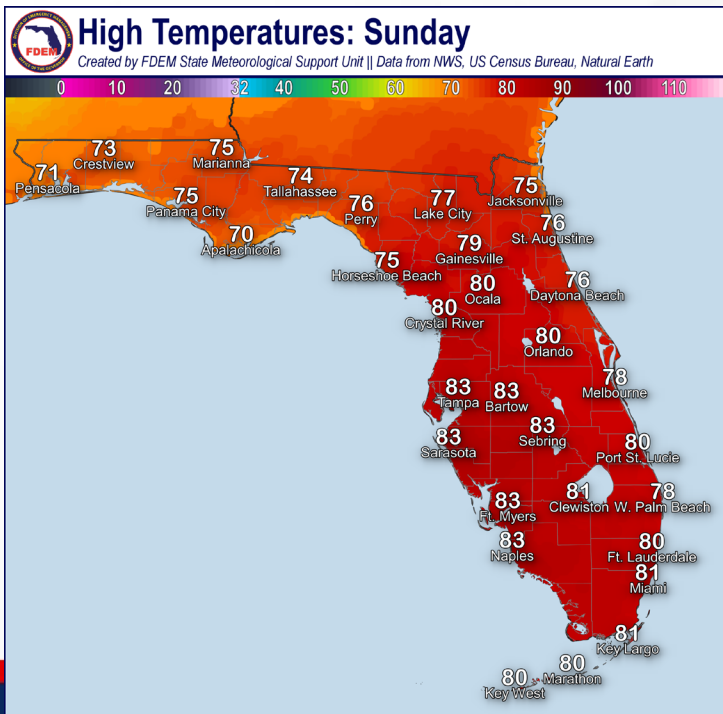 High Temperatures: Sunday
Created by FDEM State Meteorological Support Unit || Data from NWS, US Census Bureau, Natural Earth
FDEM
0 10 20 32 40 50 60 70 80 90 100 110
73
Crestview
75
Marianna
71
Pensacola
74
Tallahassee
75
Panama City
76
Perry
77
Lake City
75
Jacksonville
70
Apalachicola
76
St. Augustine
79
Gainesville
75
Horseshoe Beach
80
Ocala
76
Daytona Beach
80
Crystal River
80
Orlando
78
Melbourne
83
Tampa
83
Bartow
83
Sebring
83
Sarasota
80
Port St. Lucie
83
Ft. Myers
81
Clewiston
78
W. Palm Beach
83
Naples
80
Ft. Lauderdale
81
Miami
81
Key Largo
80
Marathon
80
Key West